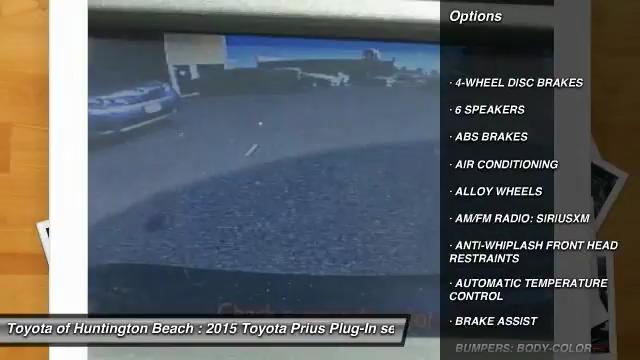 Options
· 4-WHEEL DISC BRAKES
· 6 SPEAKERS
· ABS BRAKES
· AIR CONDITIONING
· ALLOY WHEELS
· AM/FM RADIO: SIRIUSXM
· ANTI-WHIPLASH FRONT HEAD
RESTRAINTS
· AUTOMATIC TEMPERATURE
CONTROL
· BRAKE ASSIST
· BUMPERS: BODY-COLOR
Toyota of Huntington Beach : 2015 Toyota Prius Plug-In se